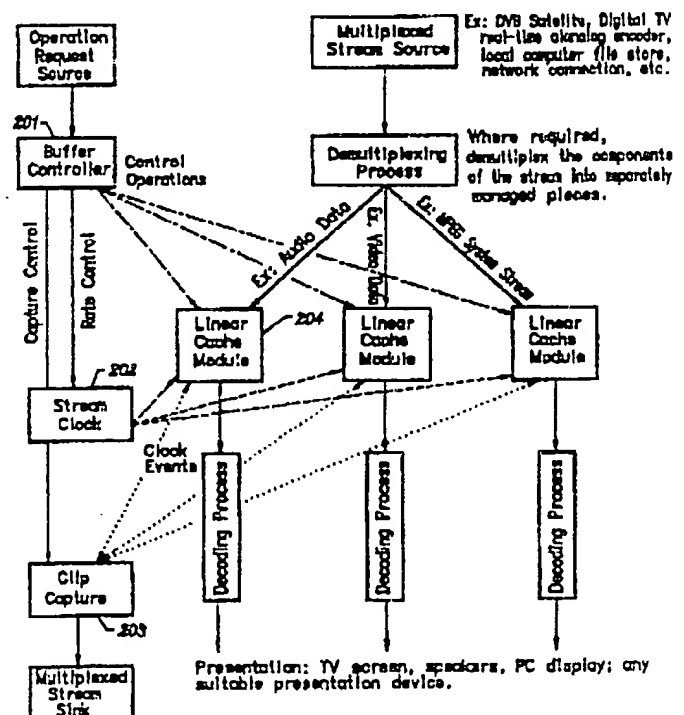 Operation
Request
Source
Multiplexed
Stream Source
Ex: DVB Satellite, Digital TV
real-time analog encoder,
local computer file store,
network connection, etc.
201
Buffer
Controller
Control
Operations
Demultiplexing
Process
Where required,
demultiplex the components
of the stream into separately
managed pieces.
Capture Control
Rate Control
Ex: Audio Data
Ex: Video Data
Ex: MPEG System Stream
Linear
Cache
Module
204
Linear
Cache
Module
Linear
Cache
Module
202
Stream
Clock
Clock
Events
Decoding Process
Decoding Process
Decoding Process
Clip
Capture
203
Multiplexed
Stream
Sink
Presentation: TV screen, speakers, PC display; any
suitable presentation device.